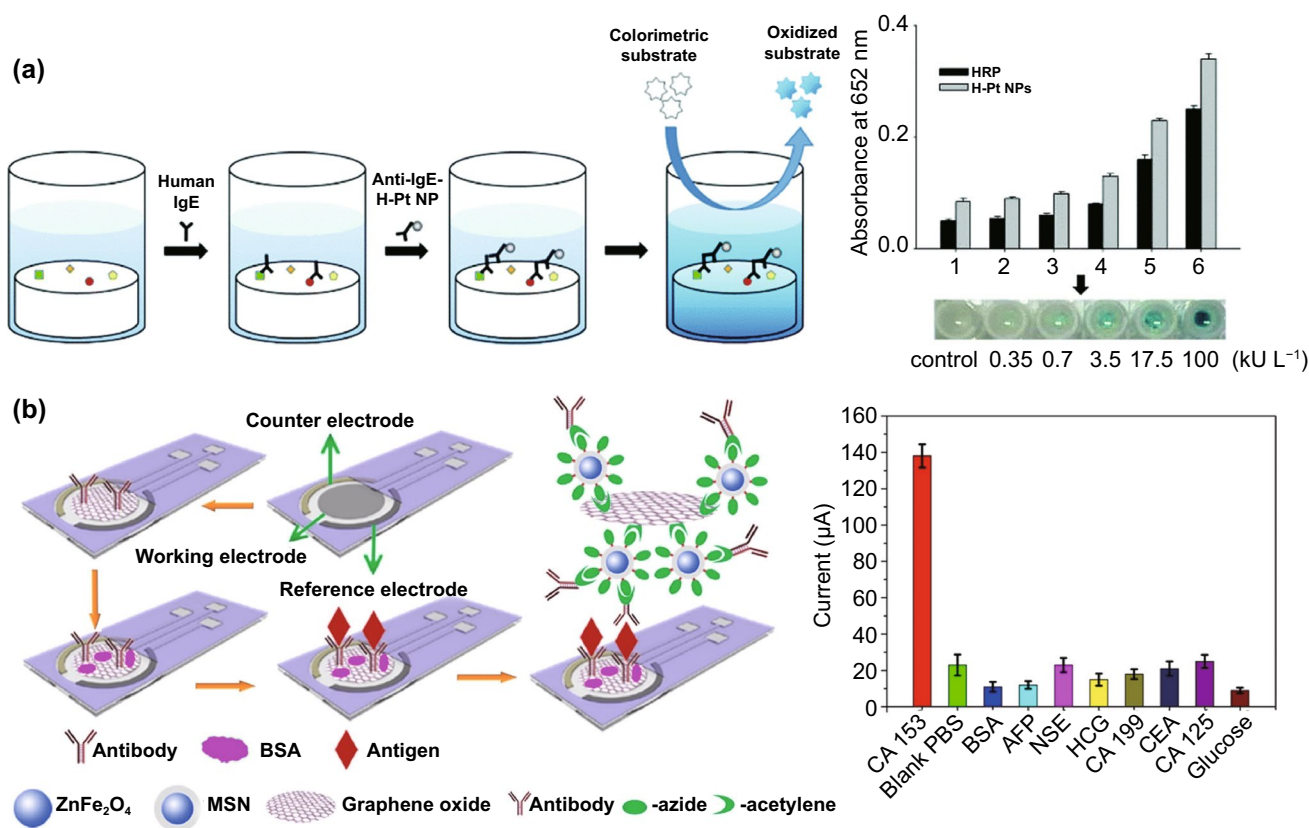 (a)
Human
IgE
Anti-IgE-
H-Pt NP
Colorimetric
substrate
Oxidized
substrate
Absorbance at 652 nm
0.4
0.2
0.0
HRP
H-Pt NPs
1 2 3 4 5 6
control 0.35 0.7 3.5 17.5 100 (kU L⁻¹)
(b)
Counter electrode
Working electrode
Reference electrode
Antibody BSA Antigen
ZnFe₂O₄ MSN Graphene oxide Antibody -azide -acetylene
Current (µA)
160
140
120
100
80
60
40
20
0
CA 153
Blank PBS
BSA
AFP
NSE
HCG
CA 199
CEA
CA 125
Glucose